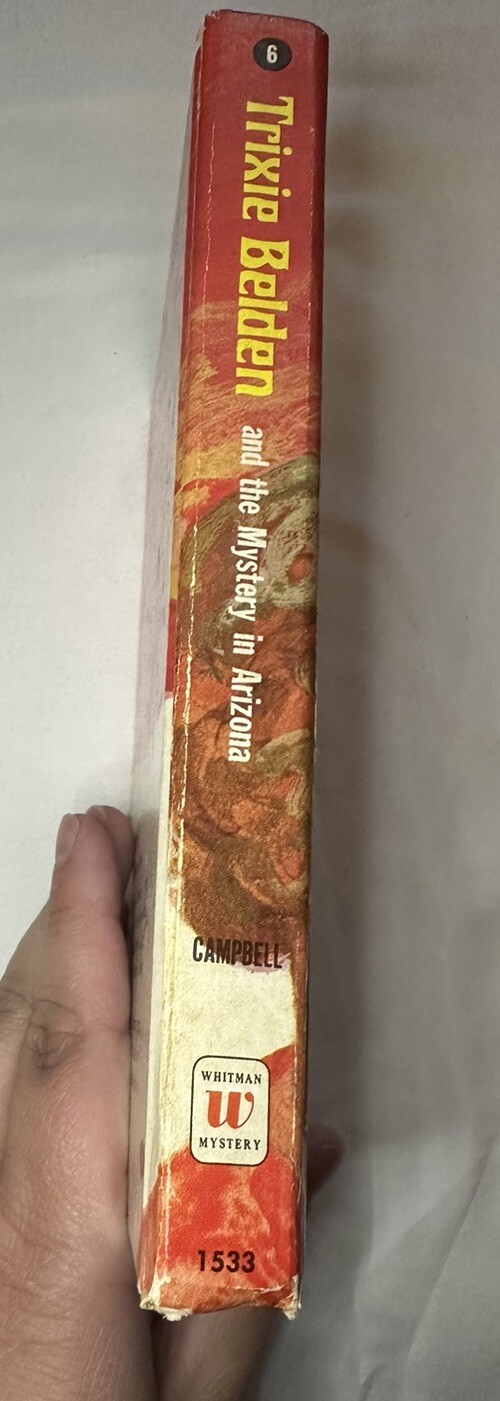 6
Trixie Belden and the Mystery in Arizona
CAMPBELL
WHITMAN
W
MYSTERY
1533